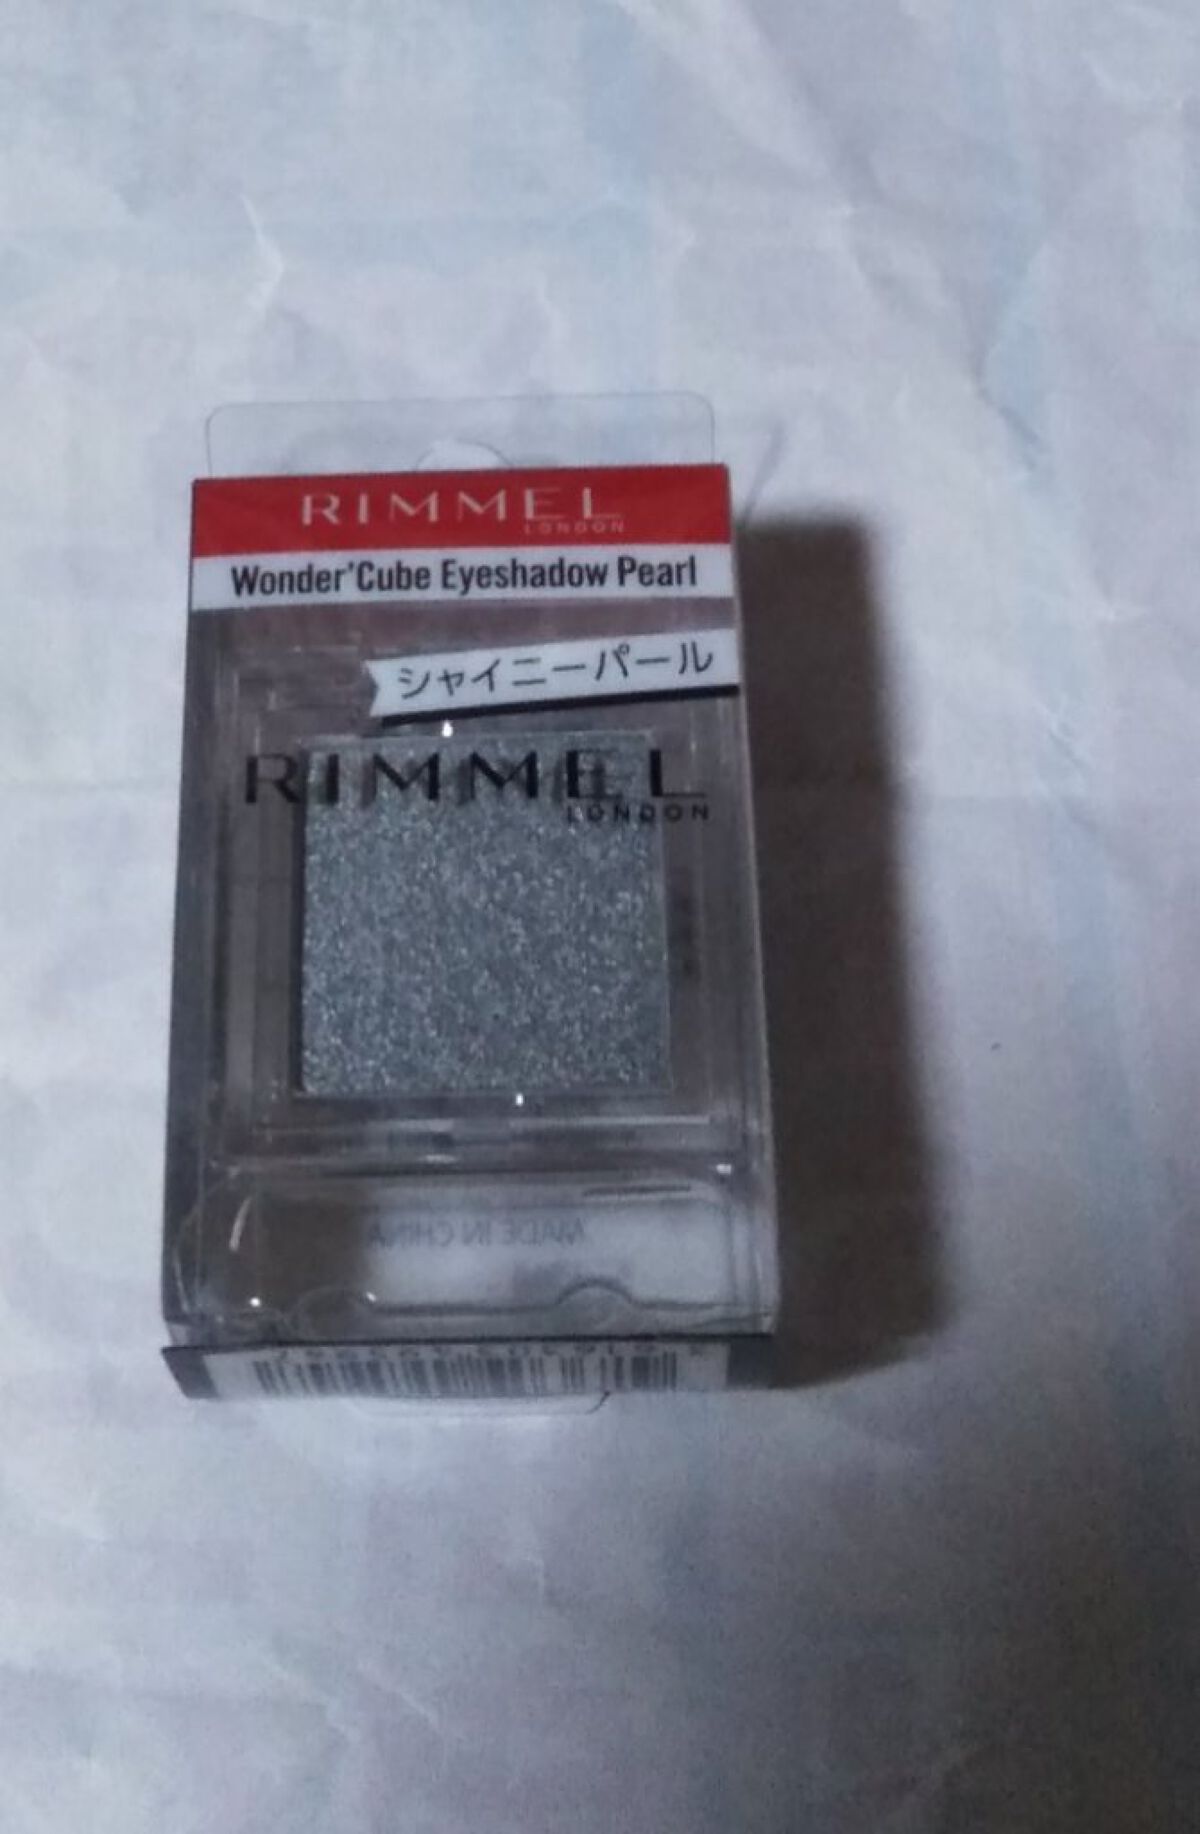 RIMMEL
LONDON
Wonder'Cube Eyeshadow Pearl
シャイニーパール
RIMMEL
LONDON
MADE IN CHINA